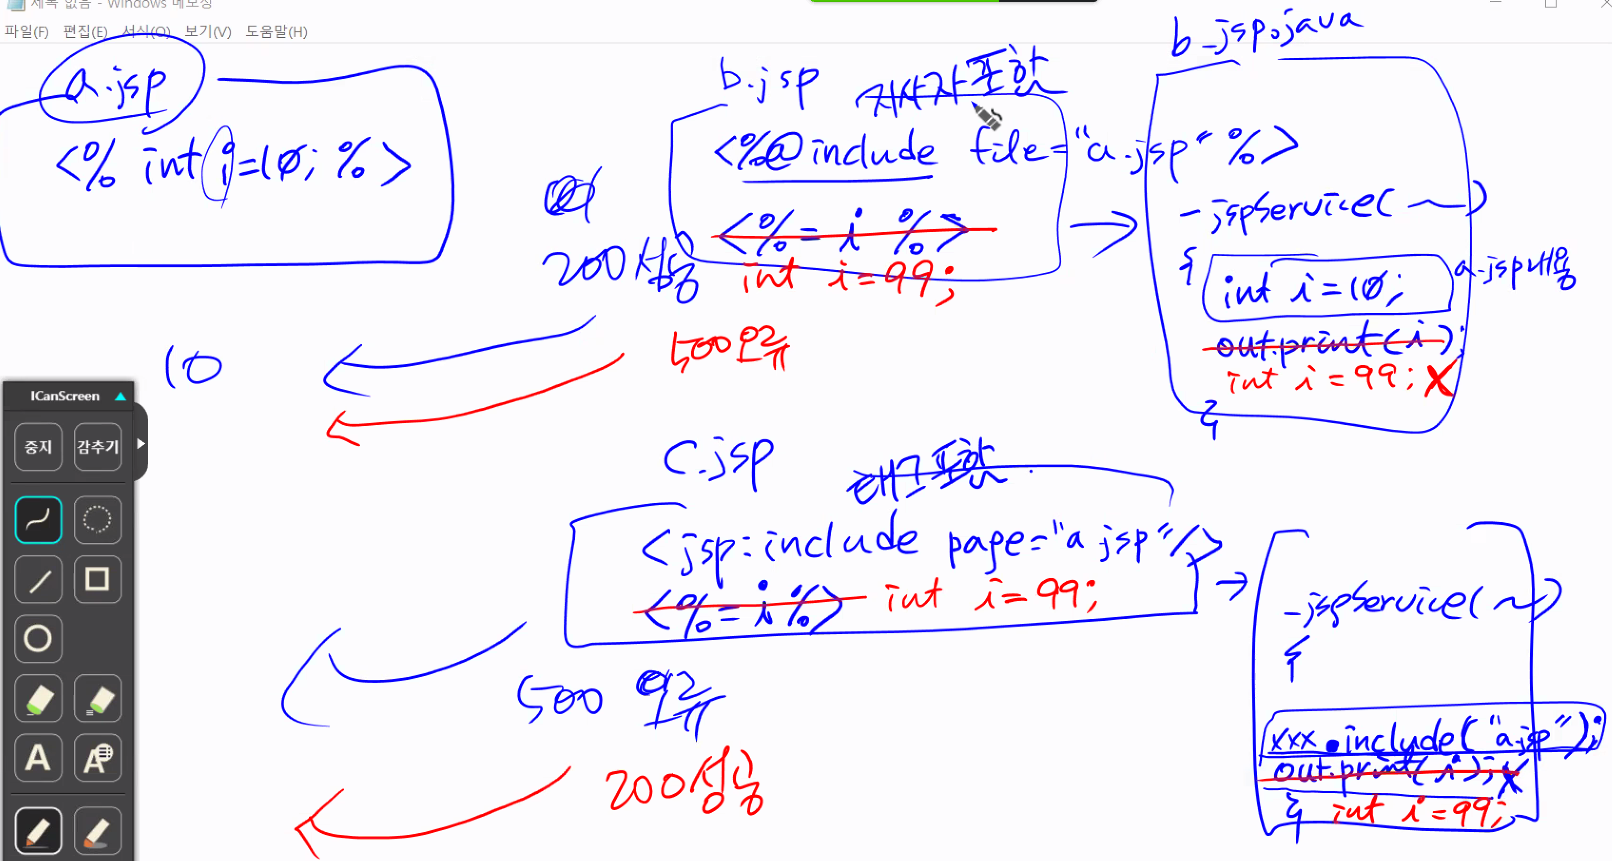 제목 없음 - Windows 메모장
파일(F) 편집(E) 서식(O) 보기(V) 도움말(H)
a.jsp
<% int i=10; %>
b.jsp 지시자 포함
<%@ include file="a.jsp" %>
<%= i %>
int i=99;
200 성공
500 오류
10
b_jsp.java
_jspService( ~ )
{
int i=10; a.jsp내용
out.print(i);
int i=99; X
}
c.jsp 태그 포함
<jsp:include page="a.jsp"/>
<%= i %> int i=99;
500 오류
200 성공
_jspService( ~ )
{
xxx.include("a.jsp");
out.print(i); X
} int i=99;
ICanScreen
중지 감추기
A
A